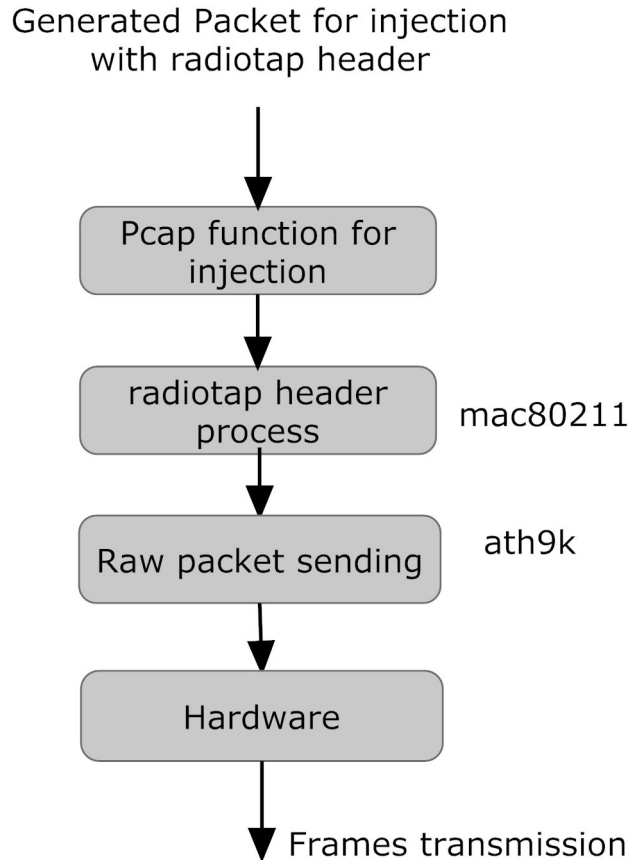 Generated Packet for injection
with radiotap header
Pcap function for
injection
radiotap header
process
mac80211
ath9k
Raw packet sending
Hardware
Frames transmission